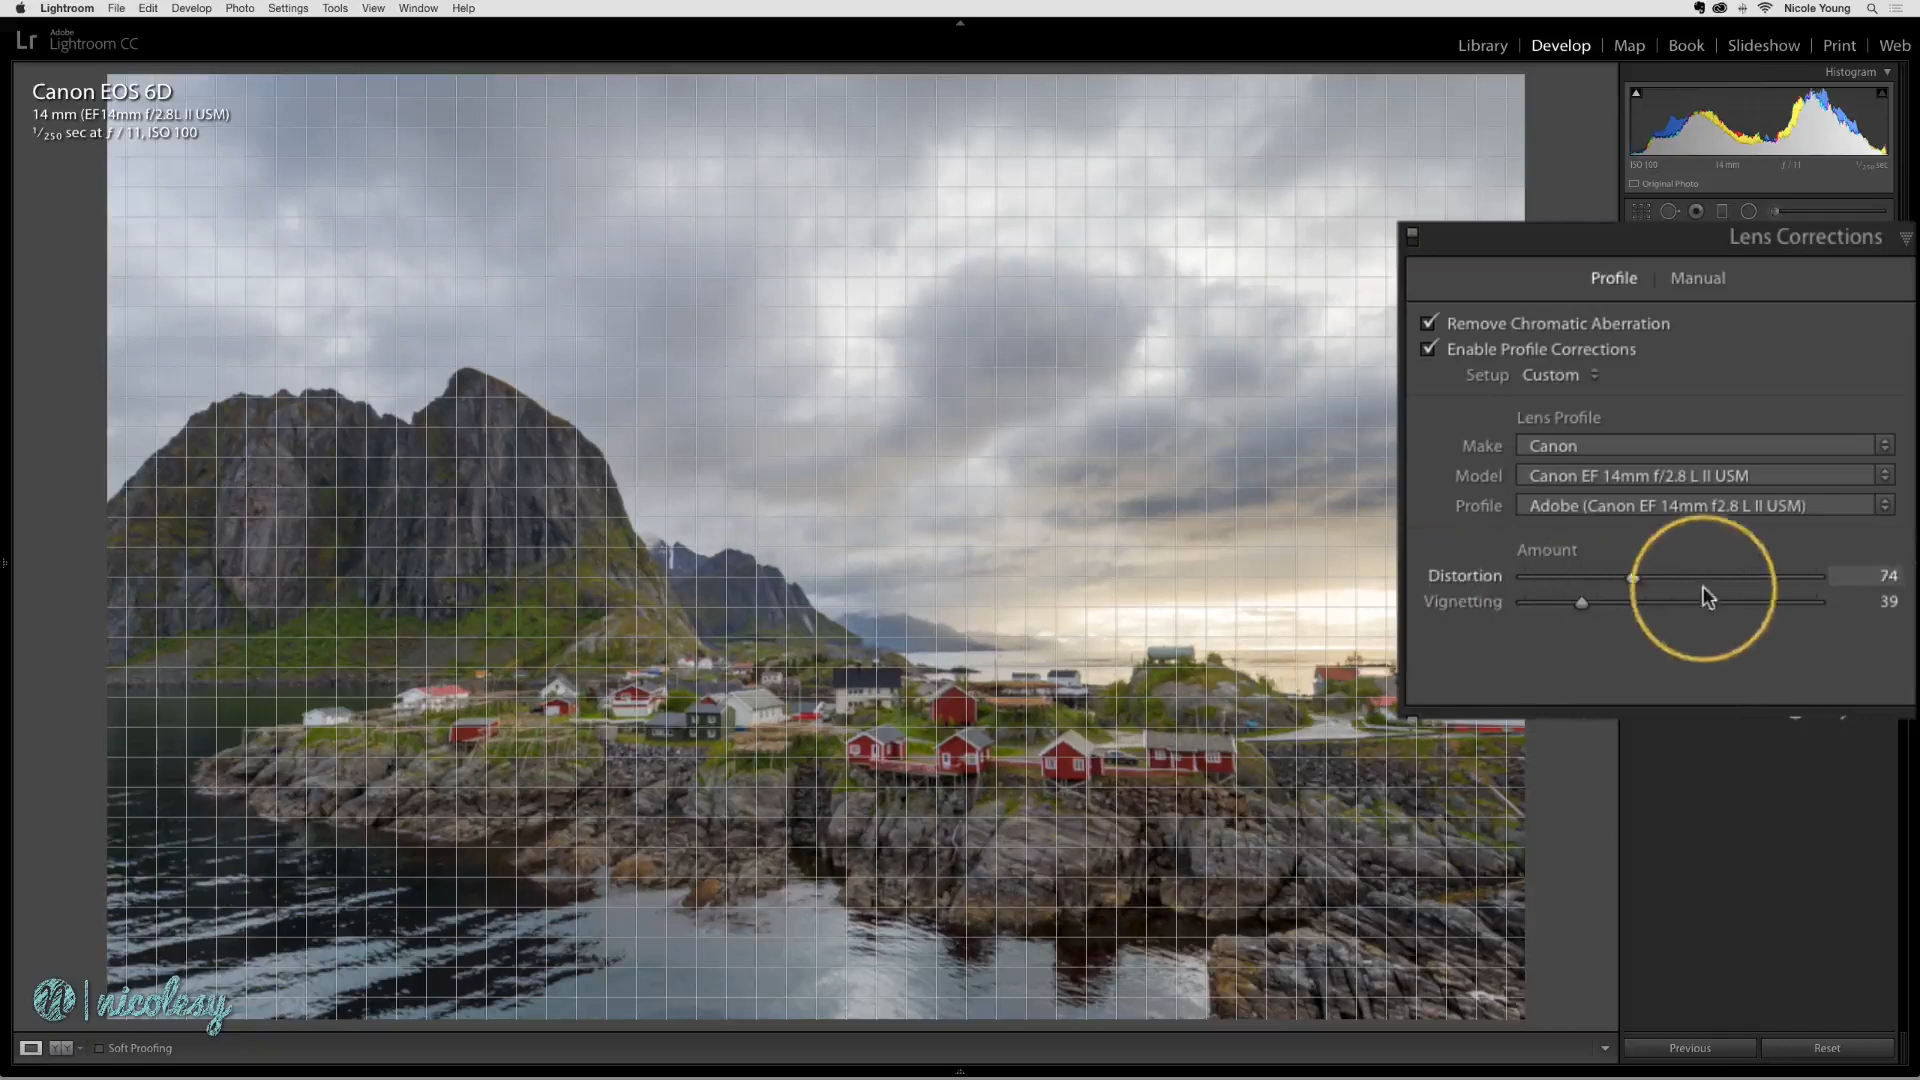 Lightroom File Edit Develop Photo Settings Tools View Window Help Nicole Young
Lr Adobe Lightroom CC
Library | Develop | Map | Book | Slideshow | Print | Web
Histogram
Canon EOS 6D
14 mm (EF14mm f/2.8L II USM)
1/250 sec at ƒ / 11, ISO 100
ISO 100 14 mm ƒ / 11 1/250 sec
Original Photo
Lens Corrections
Profile | Manual
Remove Chromatic Aberration
Enable Profile Corrections
Setup Custom
Lens Profile
Make Canon
Model Canon EF 14mm f/2.8 L II USM
Profile Adobe (Canon EF 14mm f2.8 L II USM)
Amount
Distortion 74
Vignetting 39
nicolesy
Soft Proofing
Previous Reset